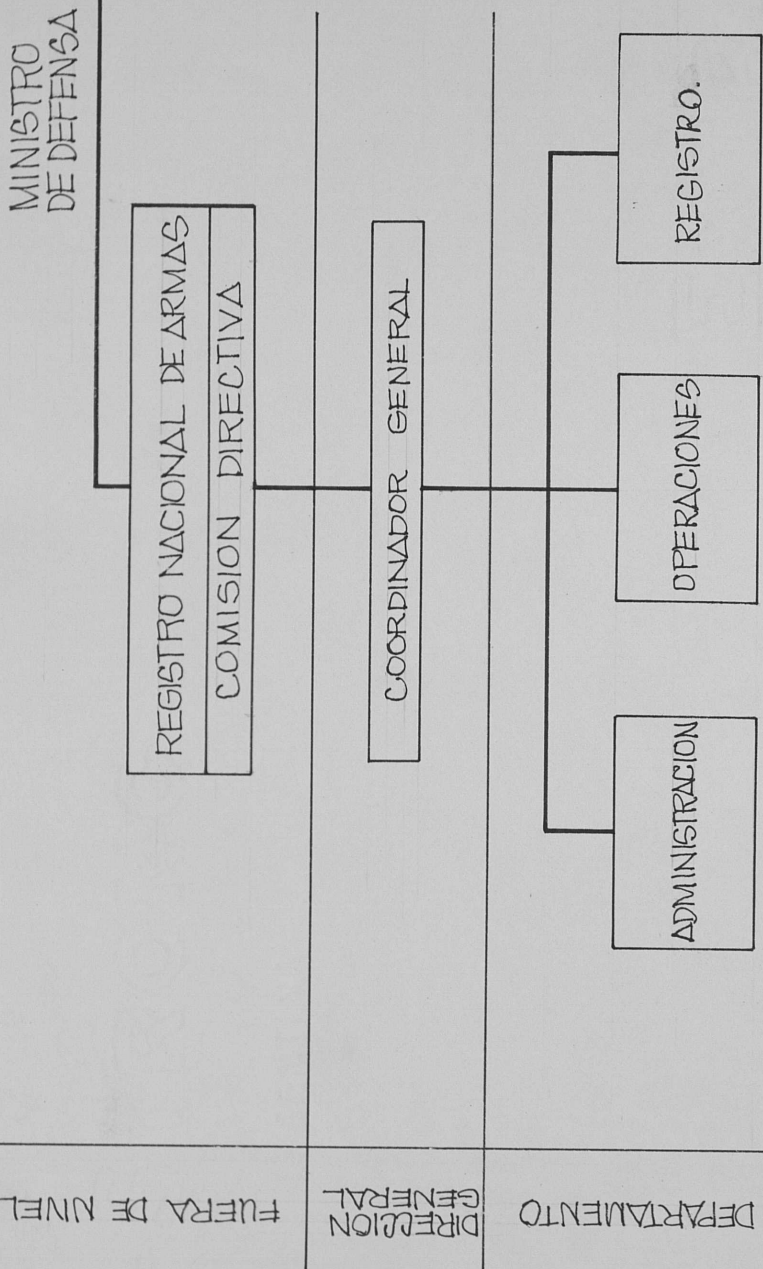 MINISTRO
DE DEFENSA
FUERA DE NIVEL
REGISTRO NACIONAL DE ARMAS
COMISION DIRECTIVA
DIRECCION
GENERAL
COORDINADOR GENERAL
DEPARTAMENTO
ADMINISTRACION
OPERACIONES
REGISTRO.